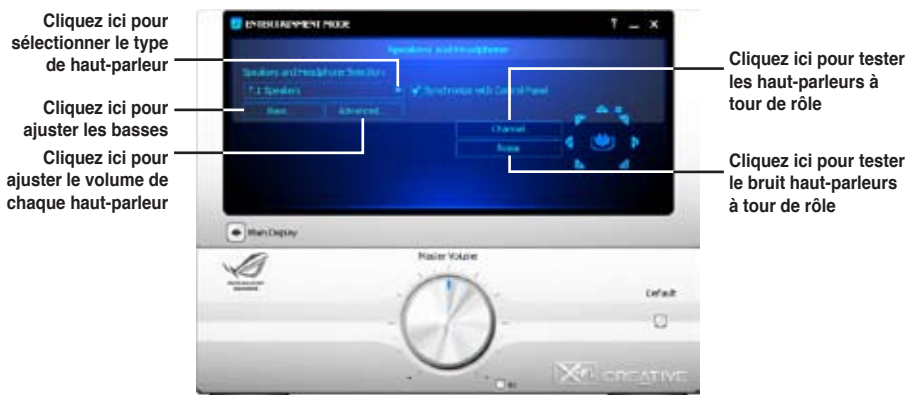 Cliquez ici pour
sélectionner le type
de haut-parleur
Cliquez ici pour
ajuster les basses
Cliquez ici pour
ajuster le volume de
chaque haut-parleur
ENTERTAINMENT MODE
Speakers and Headphone
Speakers and Headphone Selection
7.1 Speakers
Synchronize with Control Panel
Bass
Advanced
Channel
Noise
Cliquez ici pour tester
les haut-parleurs à
tour de rôle
Cliquez ici pour tester
le bruit haut-parleurs
à tour de rôle
Main Display
Master Volume
Default
X-Fi CREATIVE